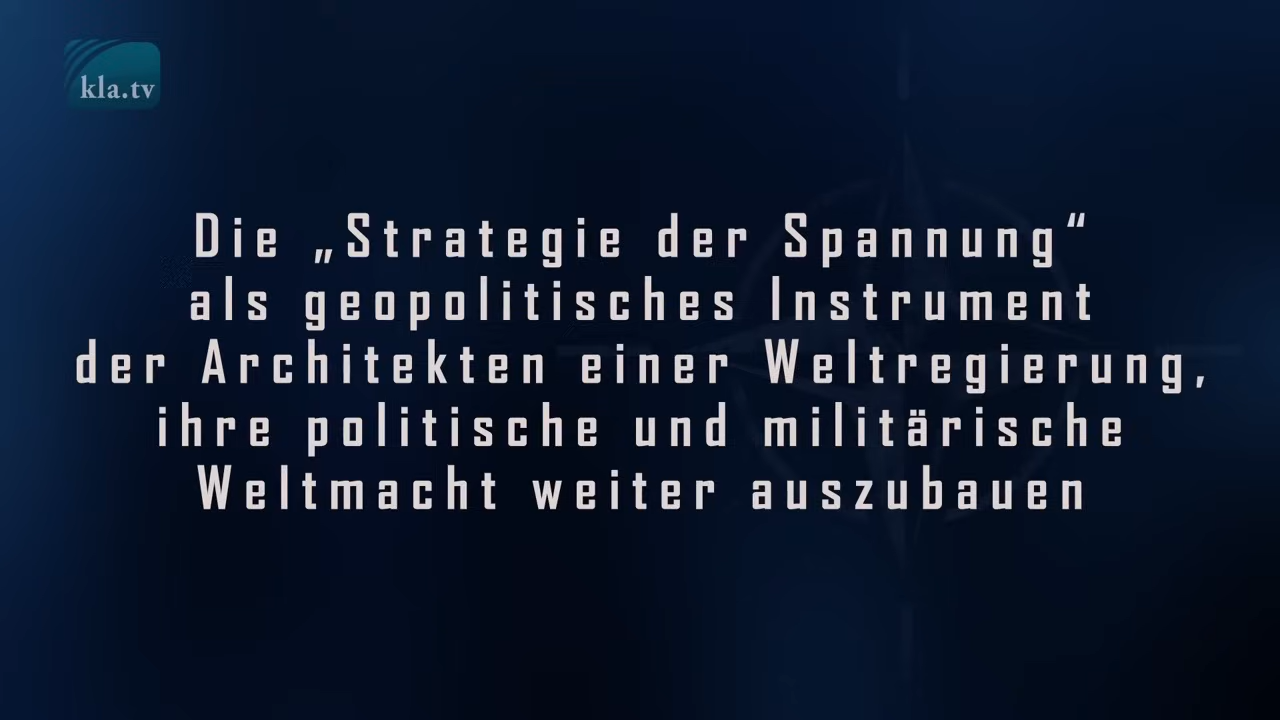 kla.tv
Die „Strategie der Spannung“
als geopolitisches Instrument
der Architekten einer Weltregierung,
ihre politische und militärische
Weltmacht weiter auszubauen